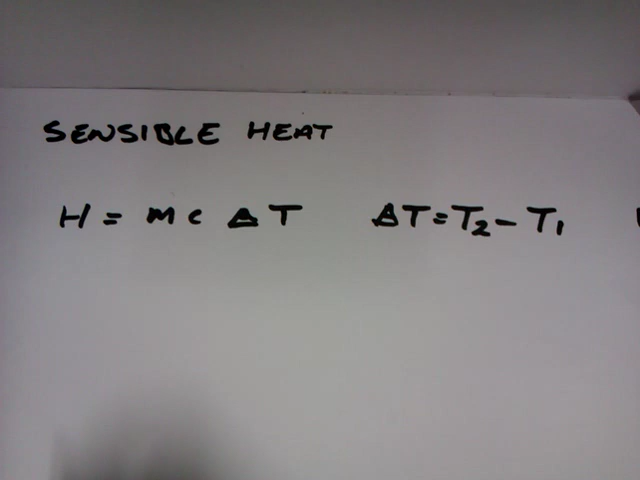 SENSIBLE HEAT
H = mc ΔT ΔT = T₂ - T₁